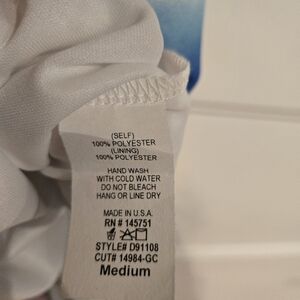 (SELF)
100% POLYESTER
(LINING)
100% POLYESTER
HAND WASH
WITH COLD WATER
DO NOT BLEACH
HANG OR LINE DRY
MADE IN U.S.A.
RN # 145751
STYLE# D91108
CUT# 14984-GC
Medium